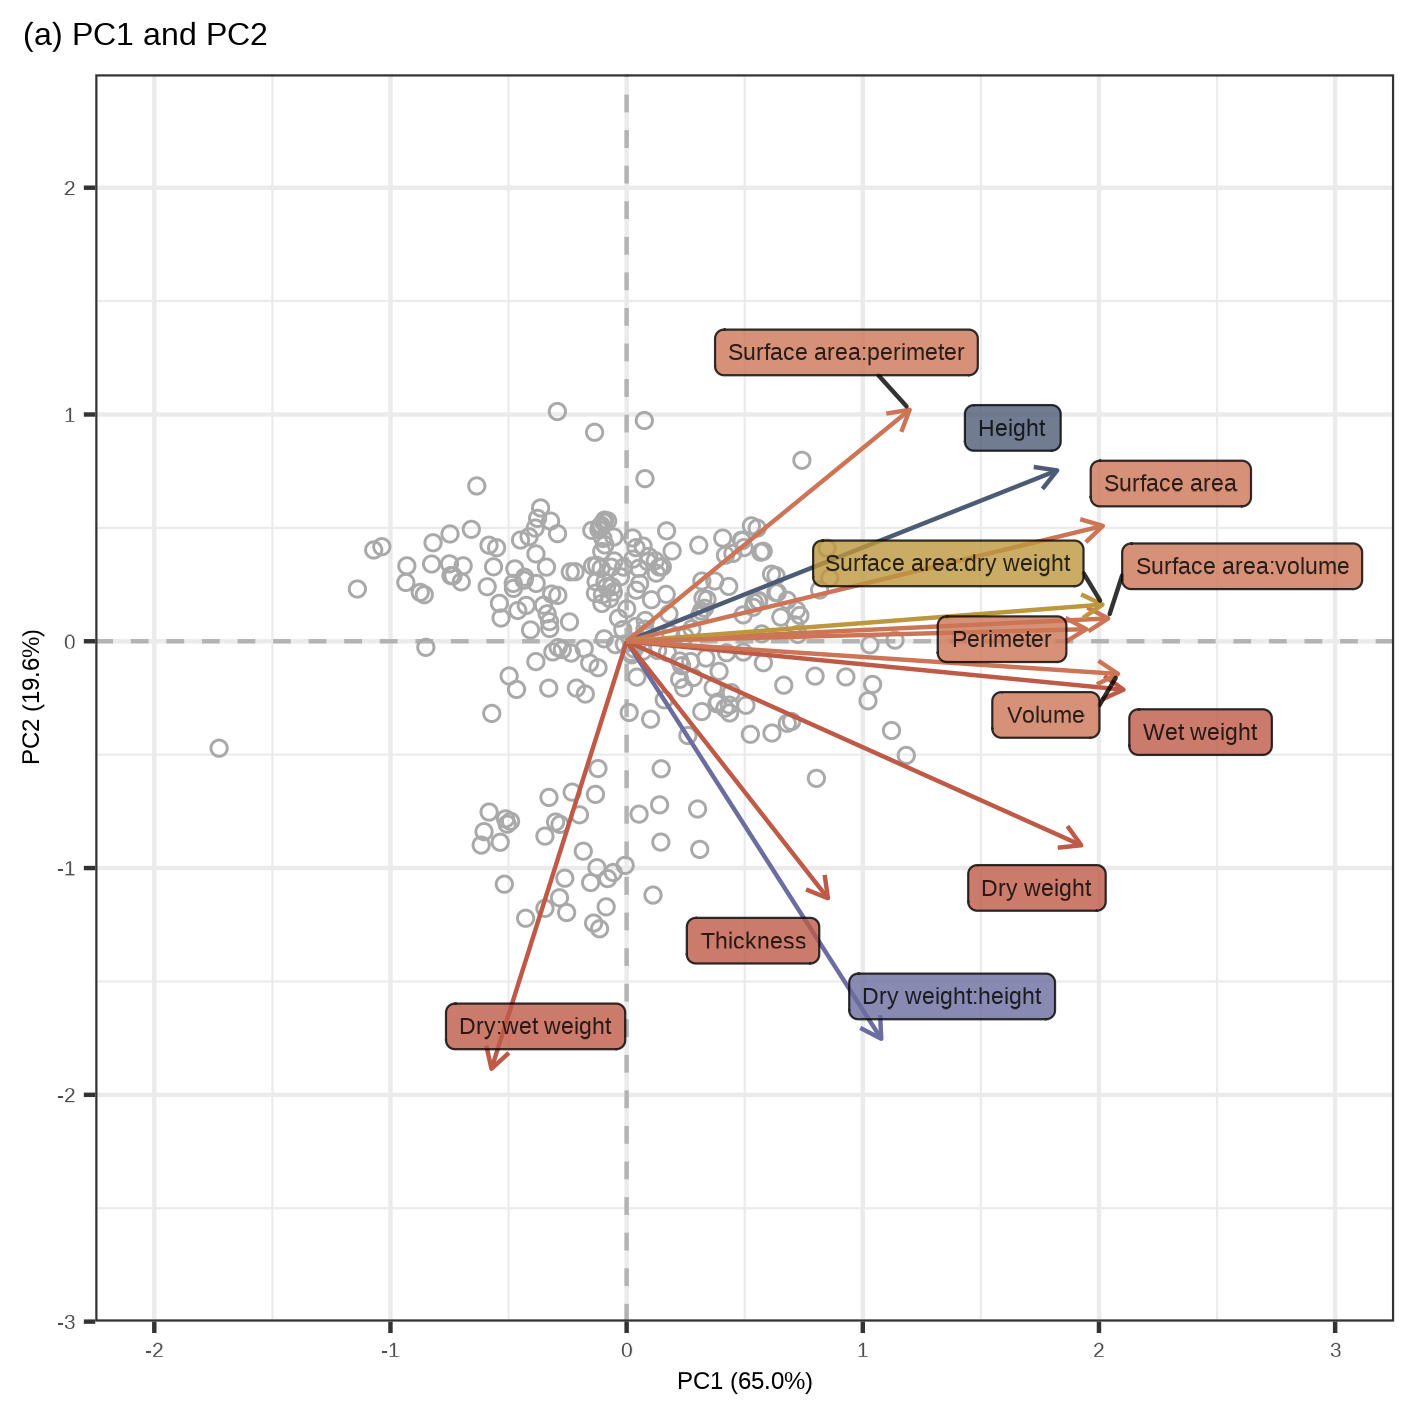 (a) PC1 and PC2
2
1
0
-1
-2
-3
PC2 (19.6%)
Surface area:perimeter
Height
Surface area
Surface area:dry weight
Surface area:volume
Perimeter
Volume
Wet weight
Dry weight
Thickness
Dry weight:height
Dry:wet weight
-2
-1
0
1
2
3
PC1 (65.0%)